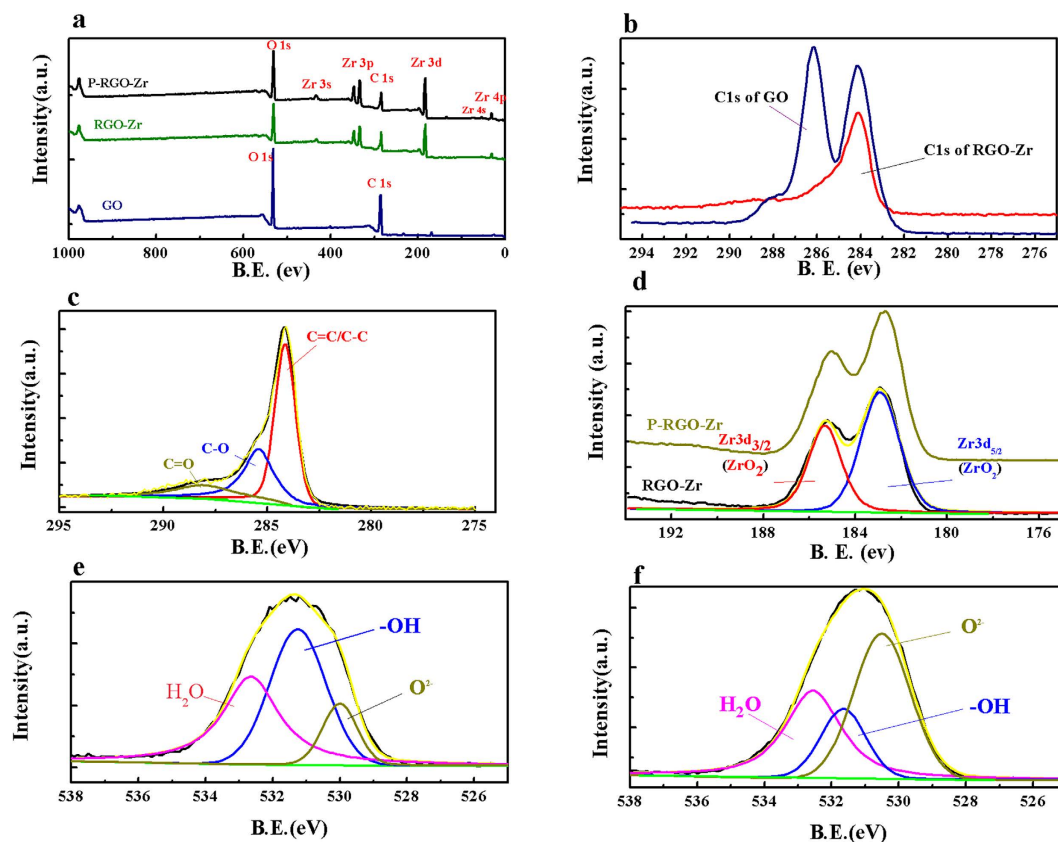 a
O 1s
P-RGO-Zr
Zr 3s
Zr 3p
C 1s
Zr 3d
Zr 4p
Zr 4s
RGO-Zr
O 1s
C 1s
GO
Intensity(a.u.)
1000 800 600 400 200 0
B.E. (ev)
b
C1s of GO
C1s of RGO-Zr
Intensity(a.u.)
294 292 290 288 286 284 282 280 278 276
B. E. (ev)
c
C=C/C-C
C-O
C=O
Intensity(a.u.)
295 290 285 280 275
B.E.(eV)
d
P-RGO-Zr
Zr3d3/2
(ZrO2)
Zr3d5/2
(ZrO2)
RGO-Zr
Intensity (a.u.)
192 188 184 180
B. E. (ev)
e
-OH
H2O
O2-
Intensity(a.u.)
538 536 534 532 530 528 526
B.E.(eV)
f
O2-
H2O
-OH
Intensity(a.u.)
538 536 534 532 530 528 526
B.E.(eV)